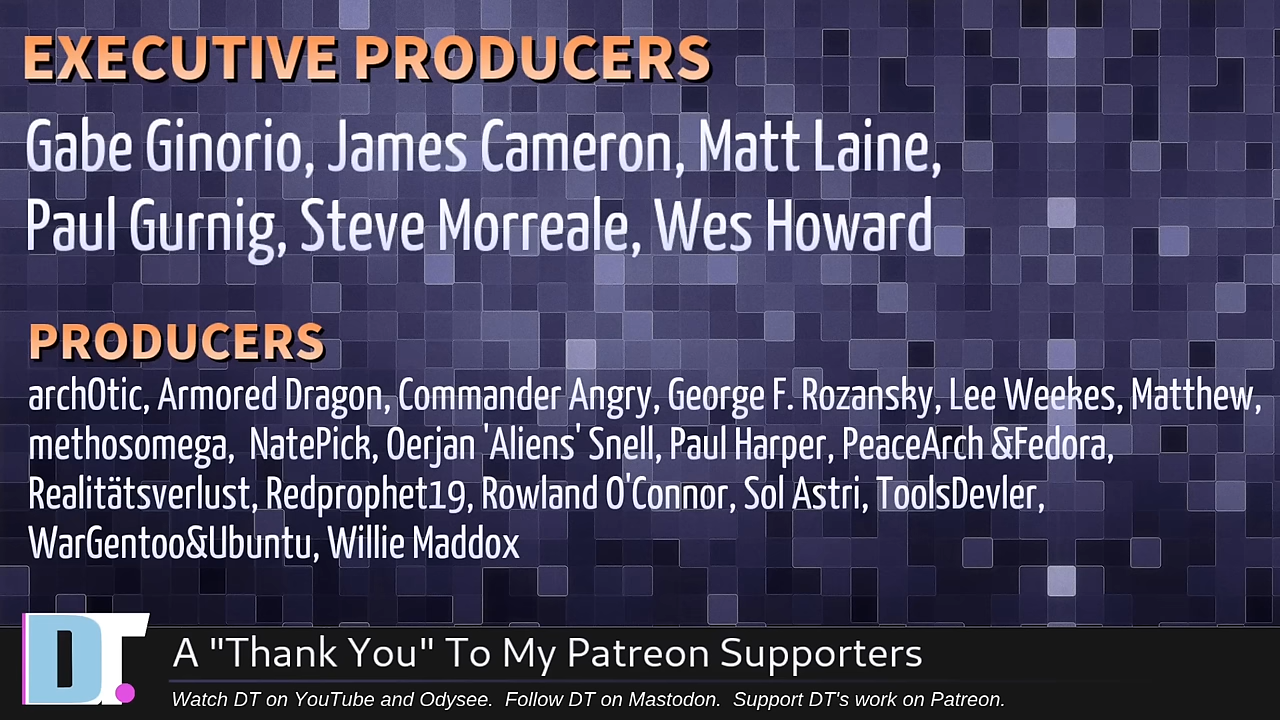 EXECUTIVE PRODUCERS
Gabe Ginorio, James Cameron, Matt Laine,
Paul Gurnig, Steve Morreale, Wes Howard
PRODUCERS
archOtic, Armored Dragon, Commander Angry, George F. Rozansky, Lee Weekes, Matthew,
methosomega,  NatePick, Oerjan 'Aliens' Snell, Paul Harper, PeaceArch &Fedora,
Realitätsverlust, Redprophet19, Rowland O'Connor, Sol Astri, ToolsDevler,
WarGentoo&Ubuntu, Willie Maddox
DT.
A "Thank You" To My Patreon Supporters
Watch DT on YouTube and Odysee.  Follow DT on Mastodon.  Support DT's work on Patreon.